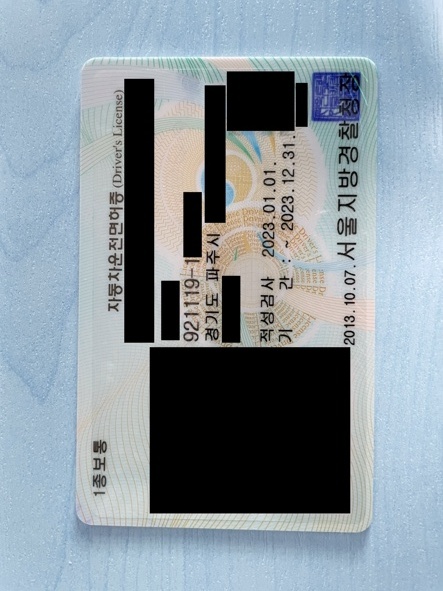 1종보통
자동차운전면허증 (Driver's License)
921119-1
경기도 파주시
적성검사 2023.01.01.
기 간 : ~ 2023.12.31.
2013.10.07. 서울지방경찰청장